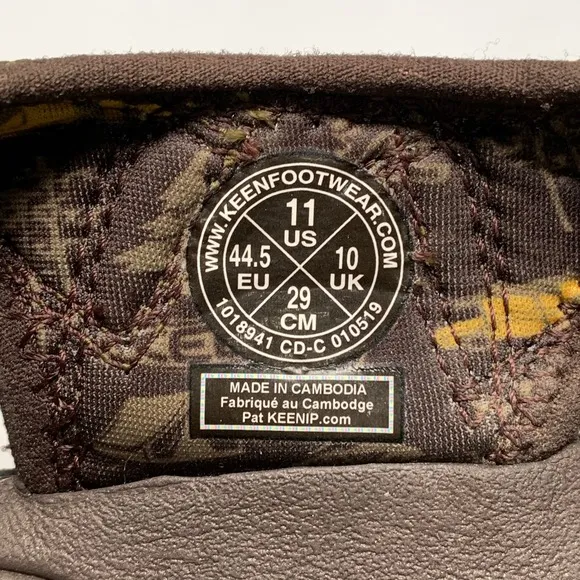 WWW.KEENFOOTWEAR.COM
11
US
44.5
EU
10
UK
29
CM
1018941 CD-C 010519
MADE IN CAMBODIA
Fabriqué au Cambodge
Pat KEENIP.com